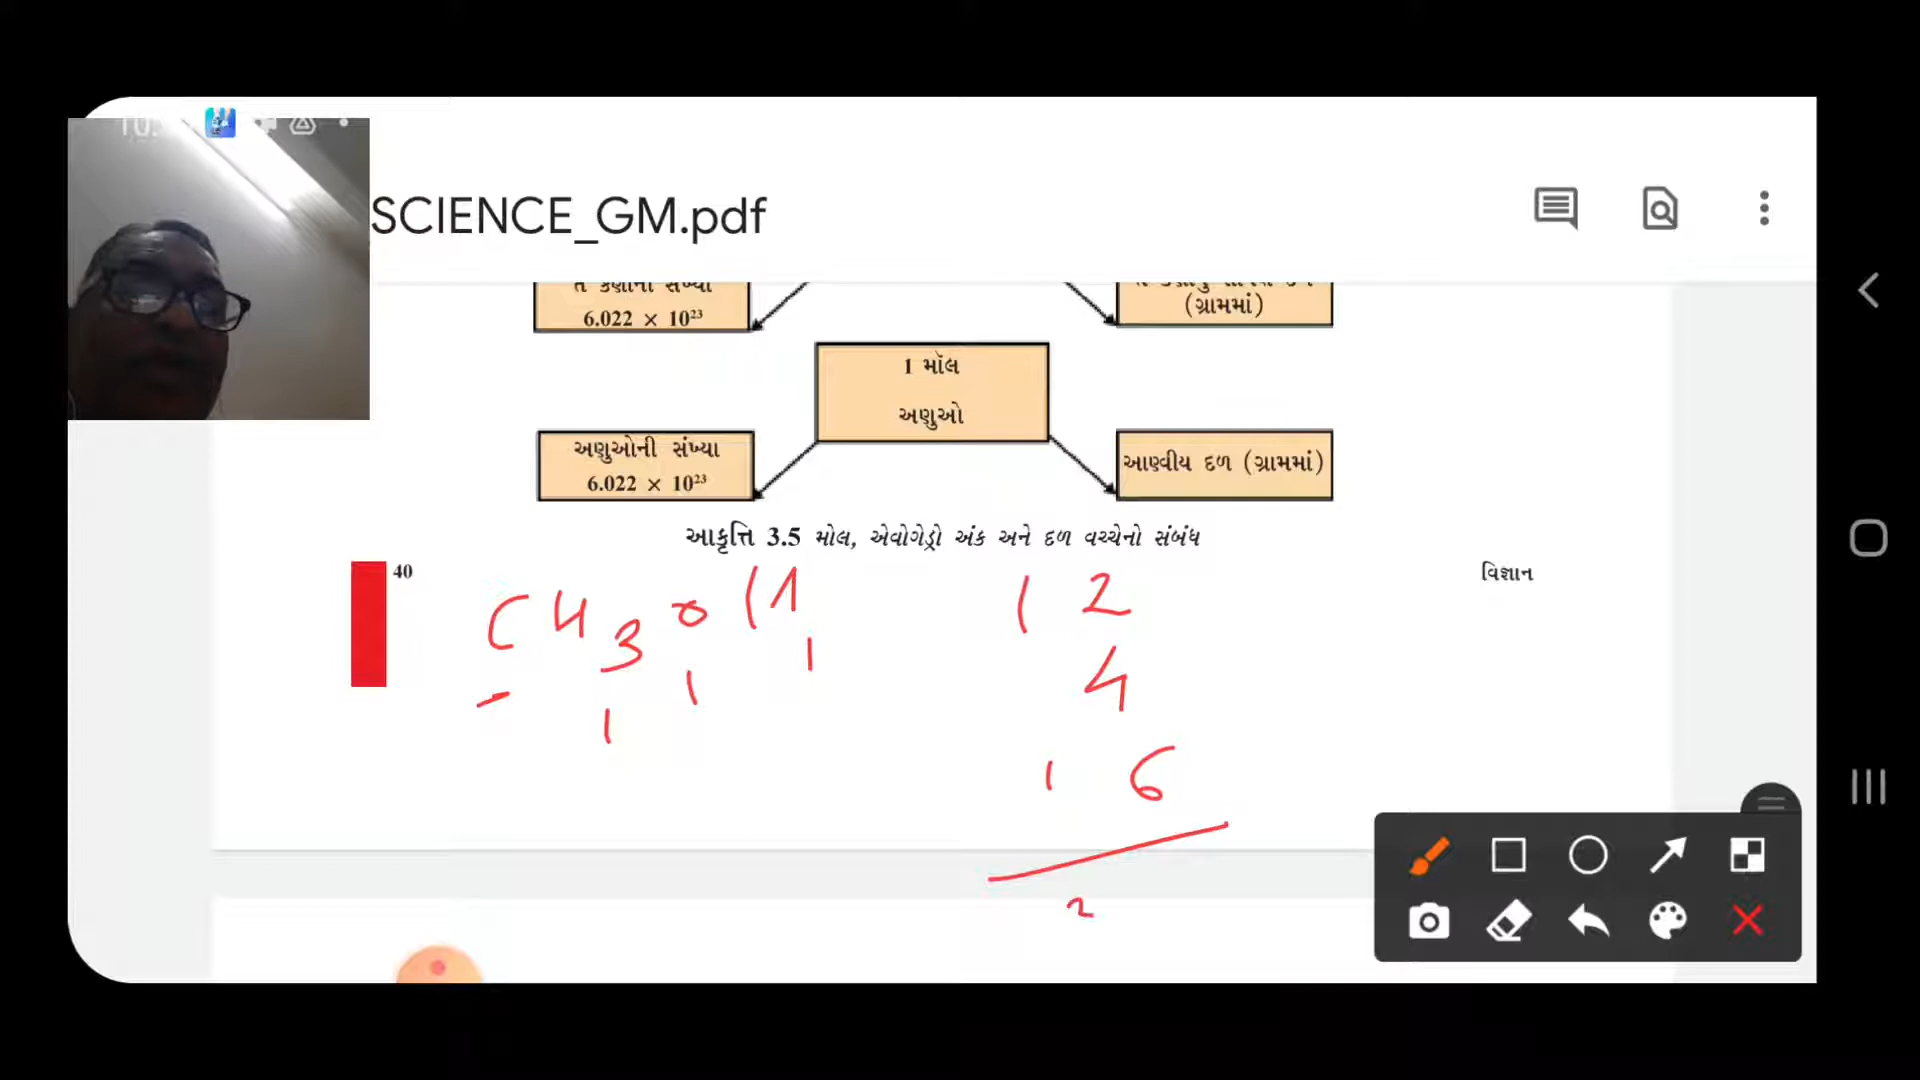 SCIENCE_GM.pdf
6.022 × 10²³
(ગ્રામમાં)
1 મૉલ
અણુઓ
અણુઓની સંખ્યા
6.022 × 10²³
આણ્વીય દળ (ગ્રામમાં)
આકૃત્તિ 3.5 મોલ, એવોગેડ્રો અંક અને દળ વચ્ચેનો સંબંધ
40
વિજ્ઞાન
CH₃OH
12
4
16
2